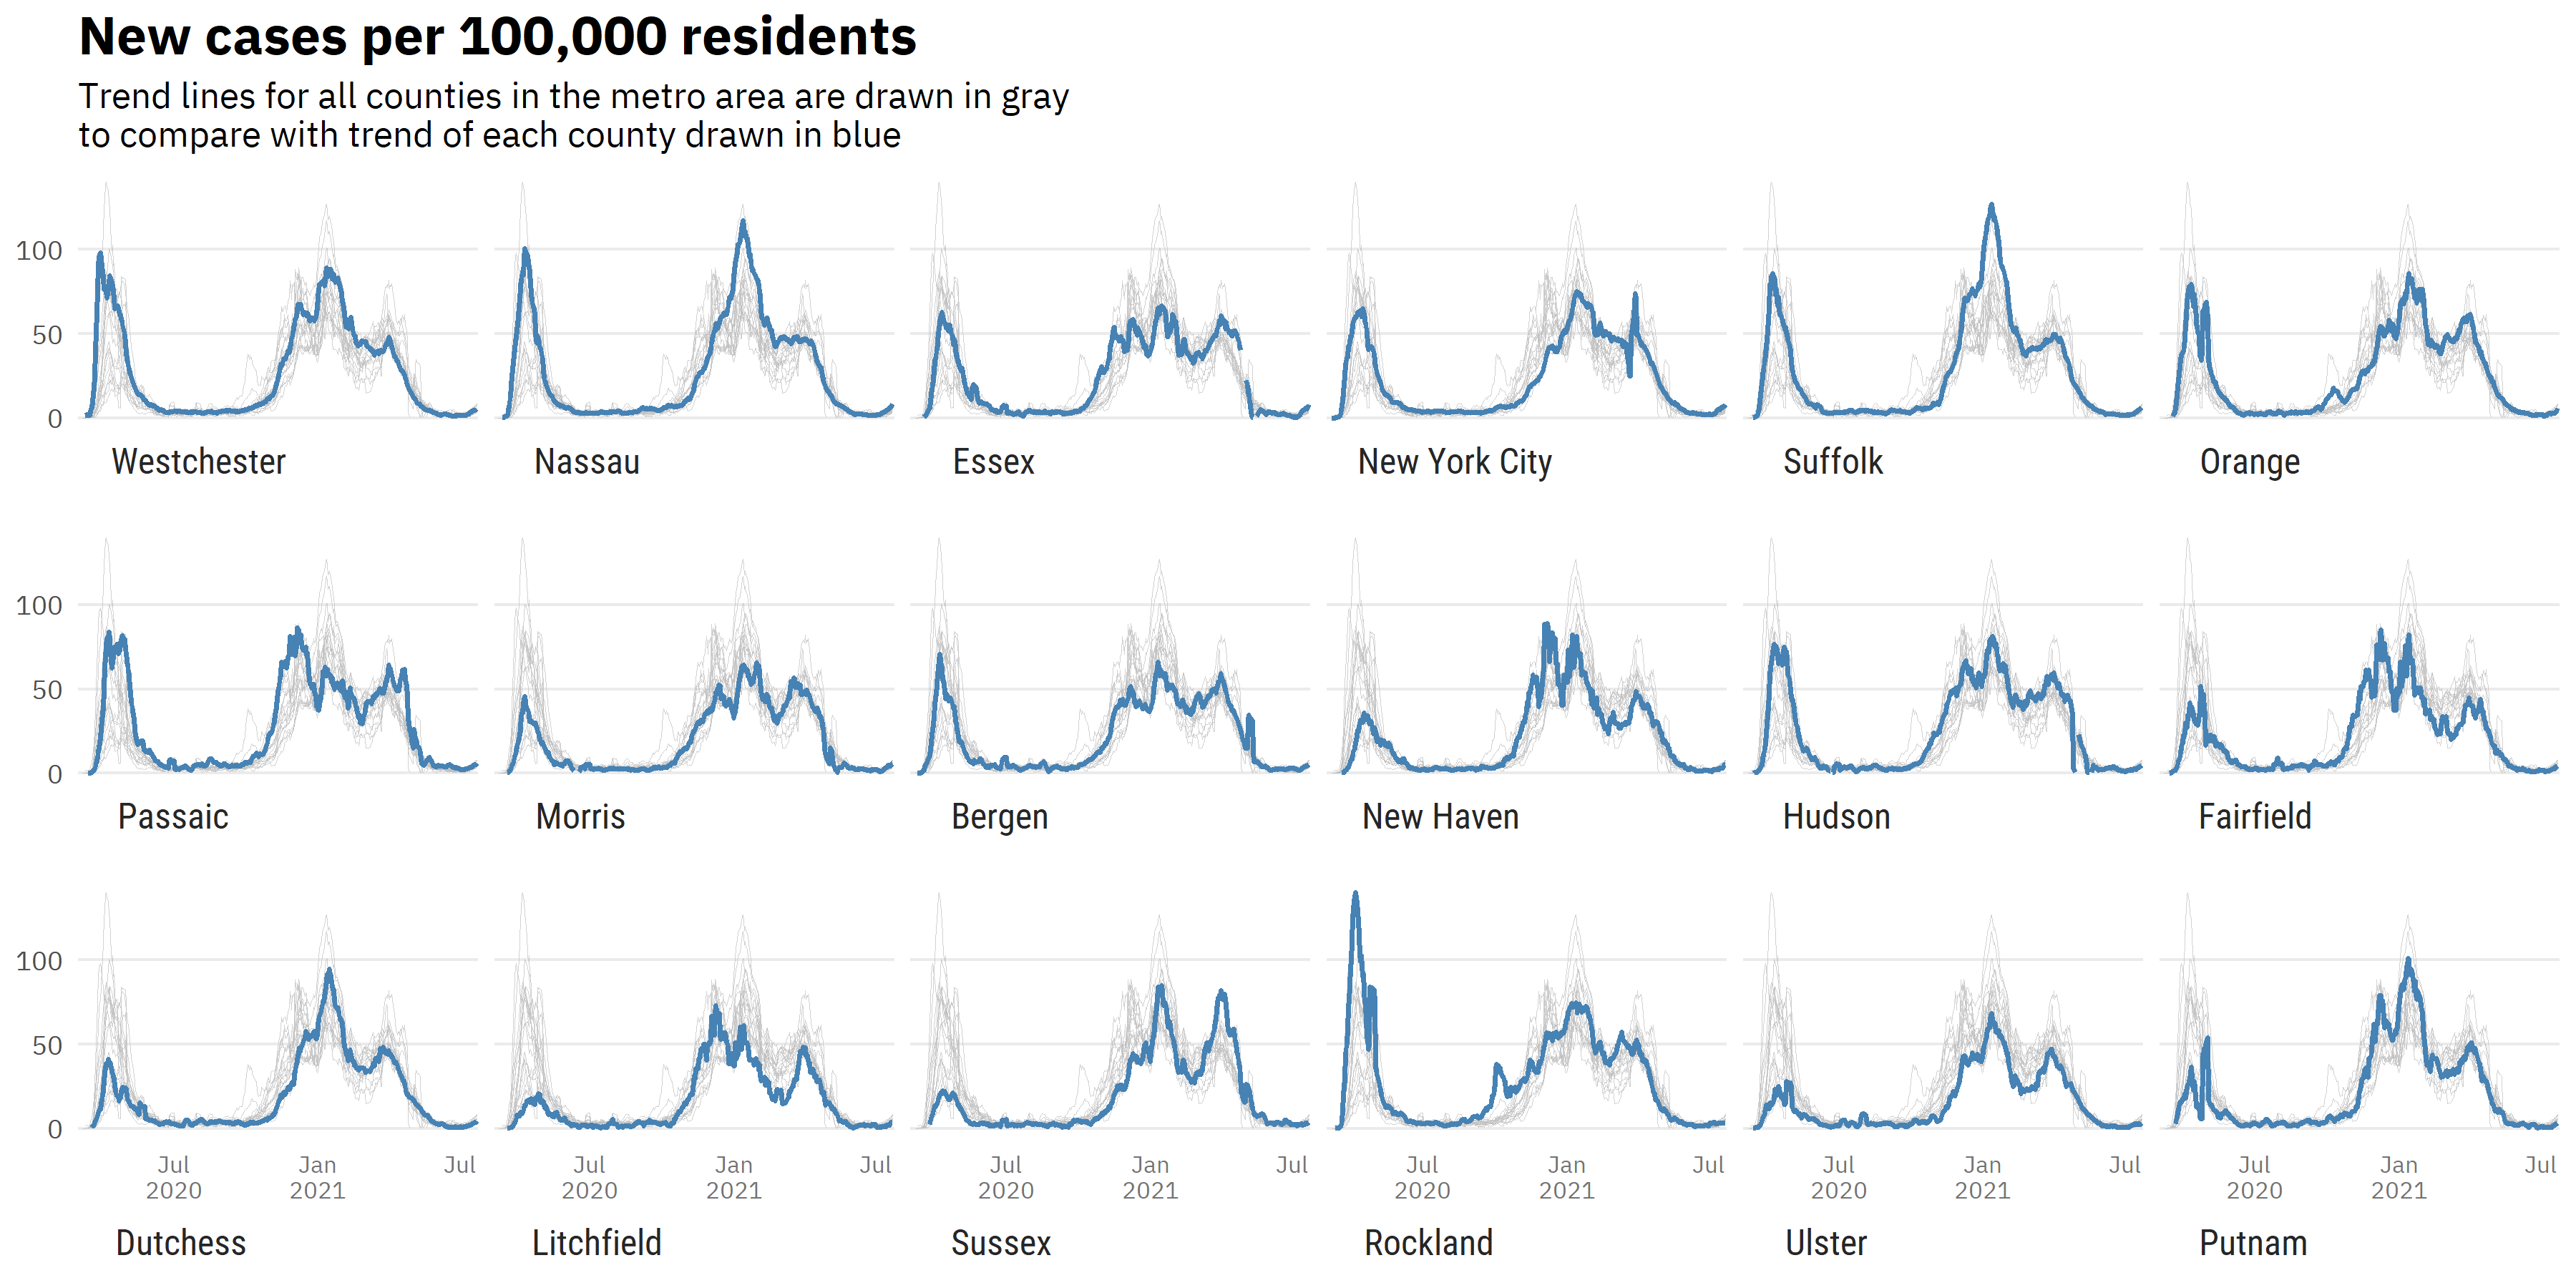 New cases per 100,000 residents
Trend lines for all counties in the metro area are drawn in gray
to compare with trend of each county drawn in blue
100
50
0
Westchester Nassau Essex New York City Suffolk Orange
100
50
0
Passaic Morris Bergen New Haven Hudson Fairfield
100
50
0
Jul Jan Jul Jul Jan Jul Jul Jan Jul Jul Jan Jul Jul Jan Jul Jul Jan Jul
2020 2021 2020 2021 2020 2021 2020 2021 2020 2021 2020 2021
Dutchess Litchfield Sussex Rockland Ulster Putnam